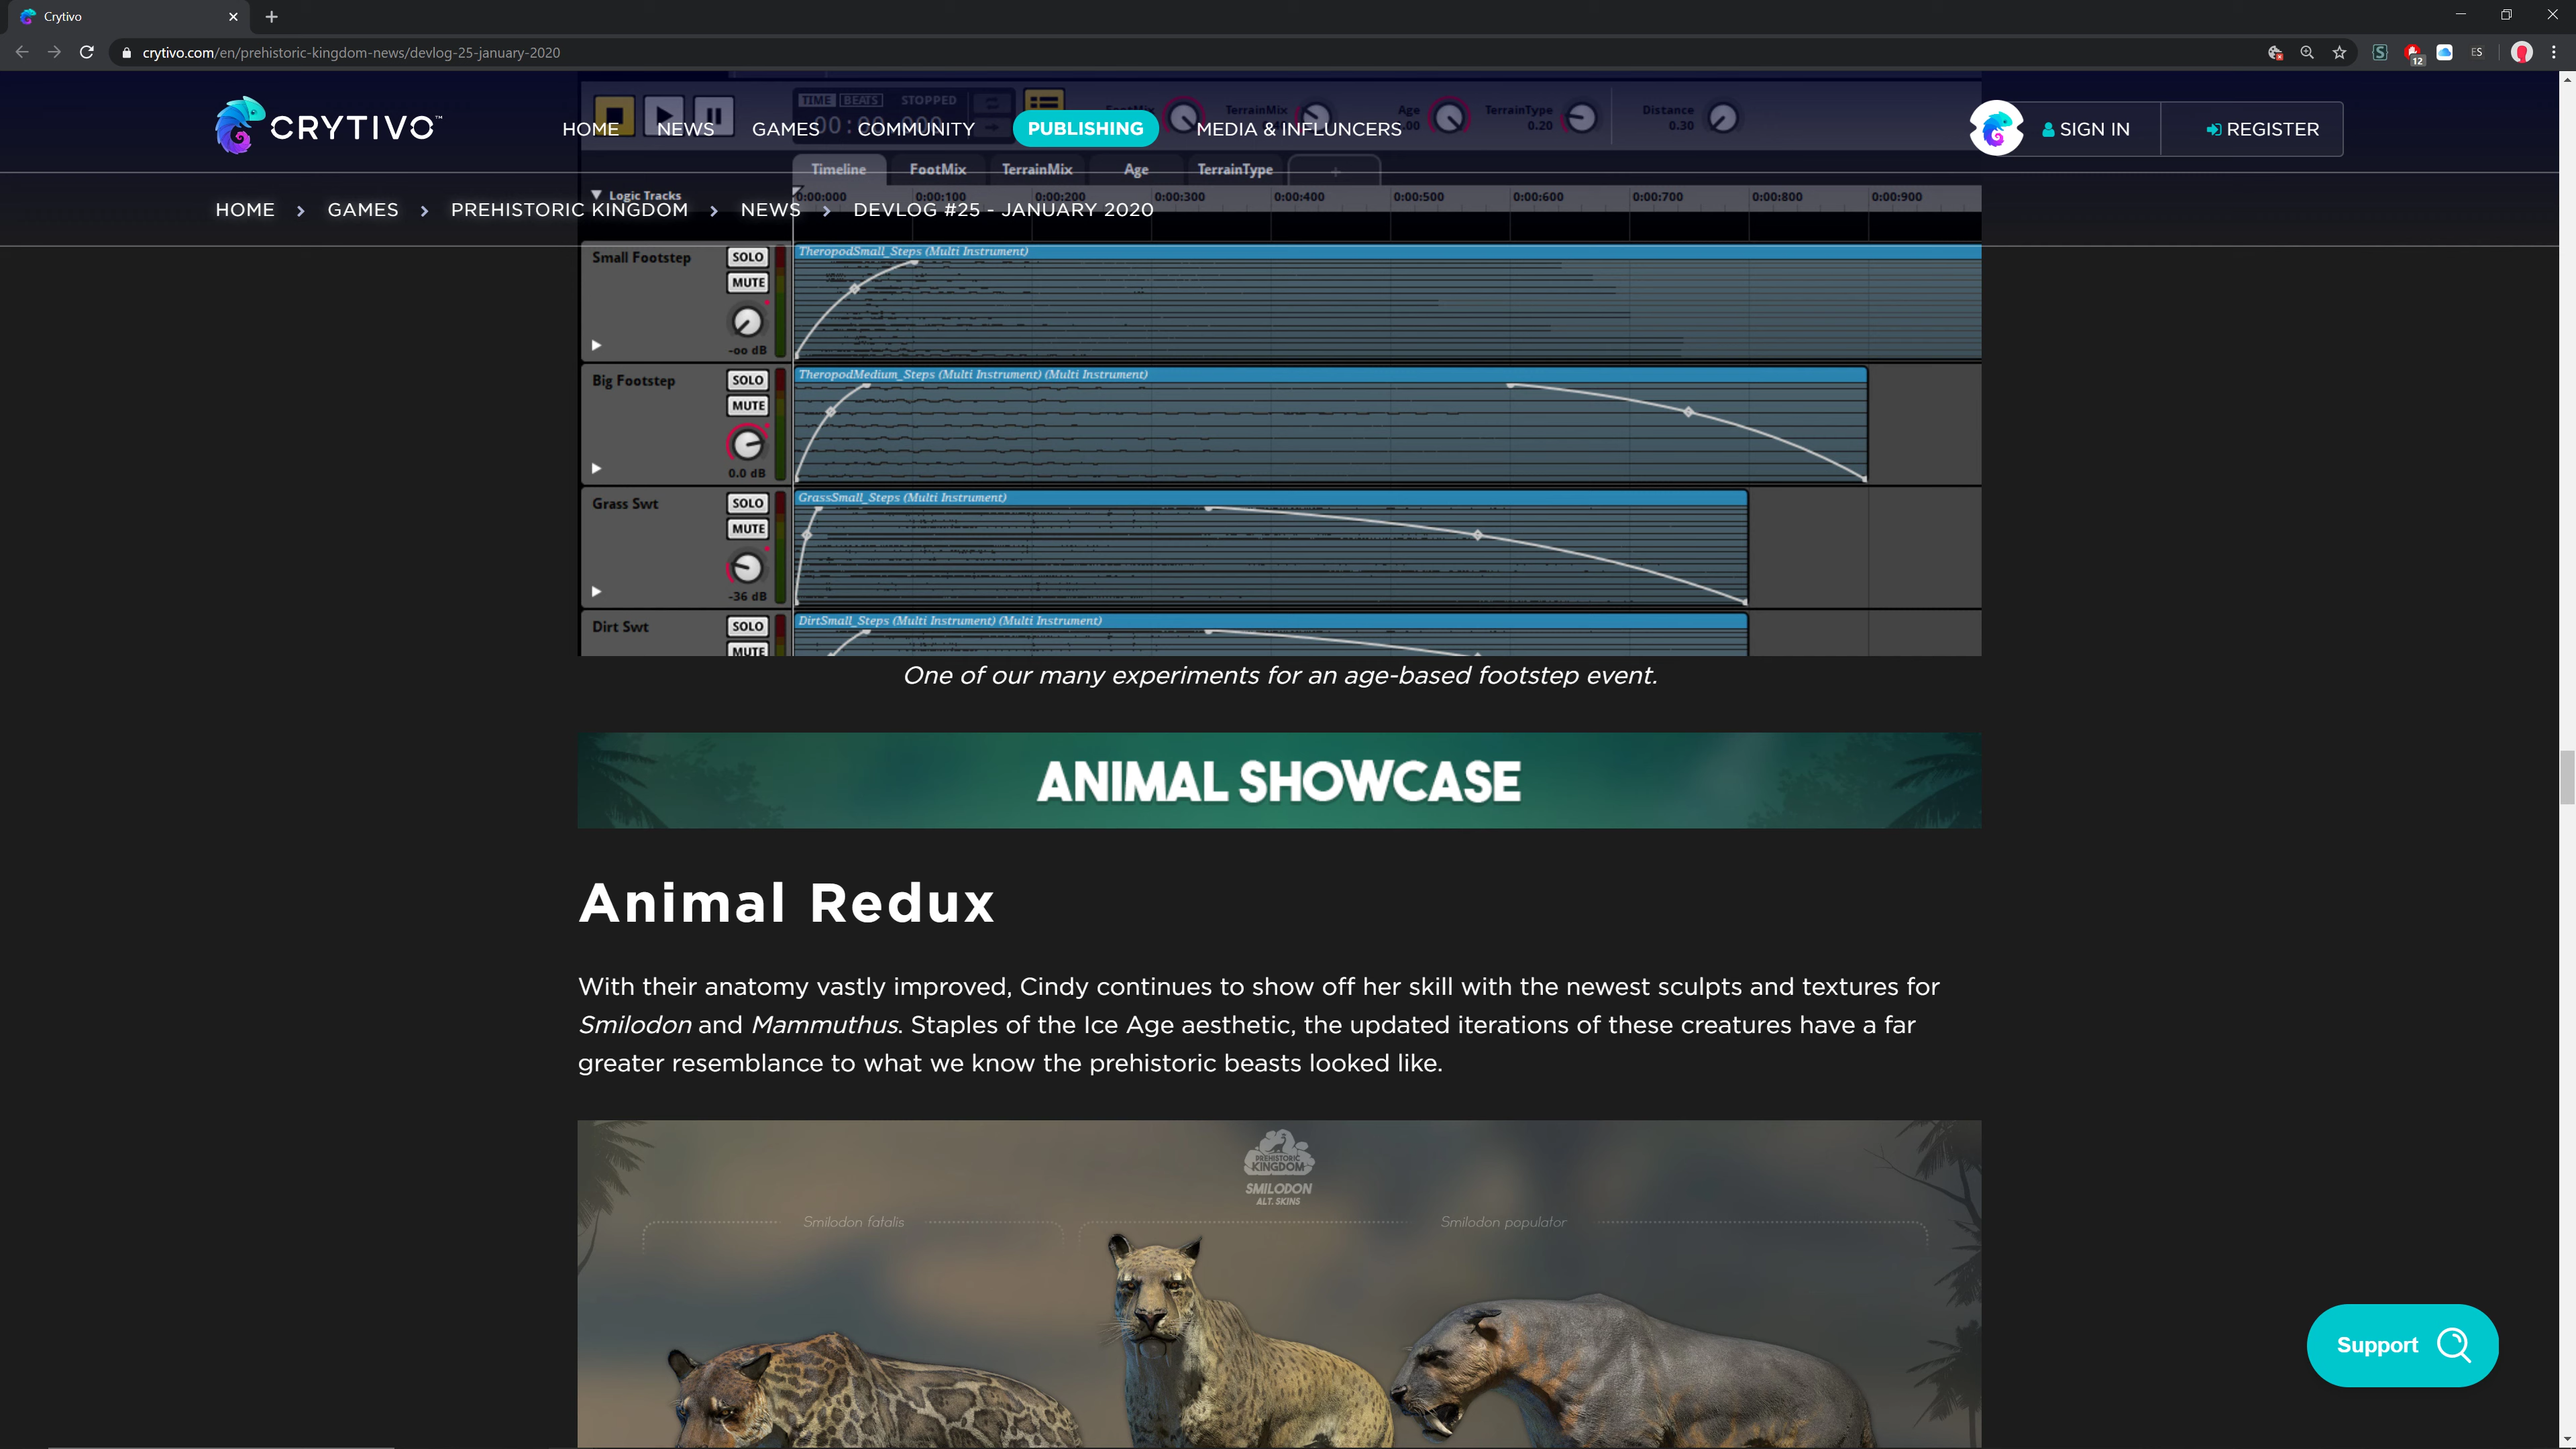 Crytivo
crytivo.com/en/prehistoric-kingdom-news/devlog-25-january-2020
12
ES
CRYTIVO™
HOME NEWS GAMES COMMUNITY PUBLISHING MEDIA & INFLUNCERS
SIGN IN REGISTER
TIME BEATS STOPPED
TerrainMix Age TerrainType 0.20 Distance 0.30
Timeline FootMix TerrainMix Age TerrainType +
Logic Tracks 0:00:000 0:00:100 0:00:200 0:00:300 0:00:400 0:00:500 0:00:600 0:00:700 0:00:800 0:00:900
HOME > GAMES > PREHISTORIC KINGDOM > NEWS > DEVLOG #25 - JANUARY 2020
Small Footstep SOLO TheropodSmall_Steps (Multi Instrument)
MUTE
-oo dB
Big Footstep SOLO TheropodMedium_Steps (Multi Instrument) (Multi Instrument)
MUTE
0.0 dB
Grass Swt SOLO GrassSmall_Steps (Multi Instrument)
MUTE
-36 dB
Dirt Swt SOLO DirtSmall_Steps (Multi Instrument) (Multi Instrument)
MUTE
One of our many experiments for an age-based footstep event.
ANIMAL SHOWCASE
Animal Redux
With their anatomy vastly improved, Cindy continues to show off her skill with the newest sculpts and textures for
Smilodon and Mammuthus. Staples of the Ice Age aesthetic, the updated iterations of these creatures have a far
greater resemblance to what we know the prehistoric beasts looked like.
PREHISTORIC
KINGDOM
SMILODON
ALT. SKINS
Smilodon fatalis Smilodon populator
Support